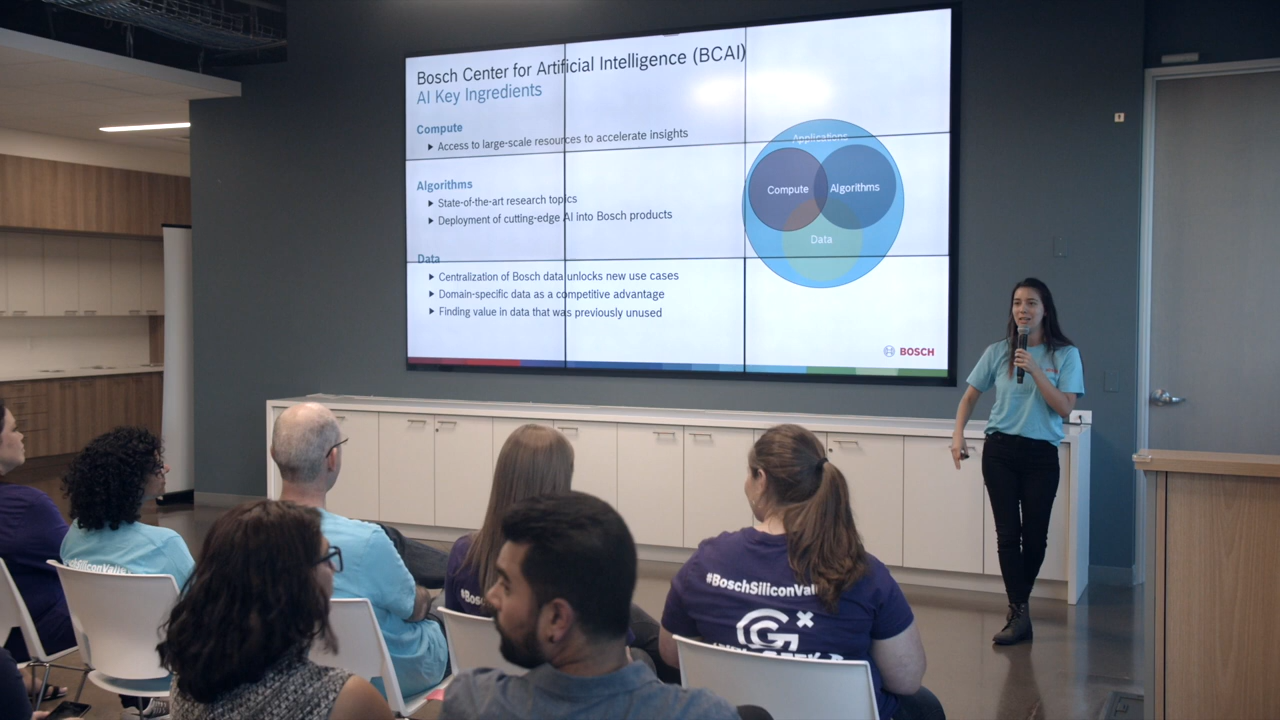 Bosch Center for Artificial Intelligence (BCAI)
AI Key Ingredients
Compute
▶ Access to large-scale resources to accelerate insights
Algorithms
▶ State-of-the-art research topics
▶ Deployment of cutting-edge AI into Bosch products
Data
▶ Centralization of Bosch data unlocks new use cases
▶ Domain-specific data as a competitive advantage
▶ Finding value in data that was previously unused
Applications
Compute
Algorithms
Data
BOSCH